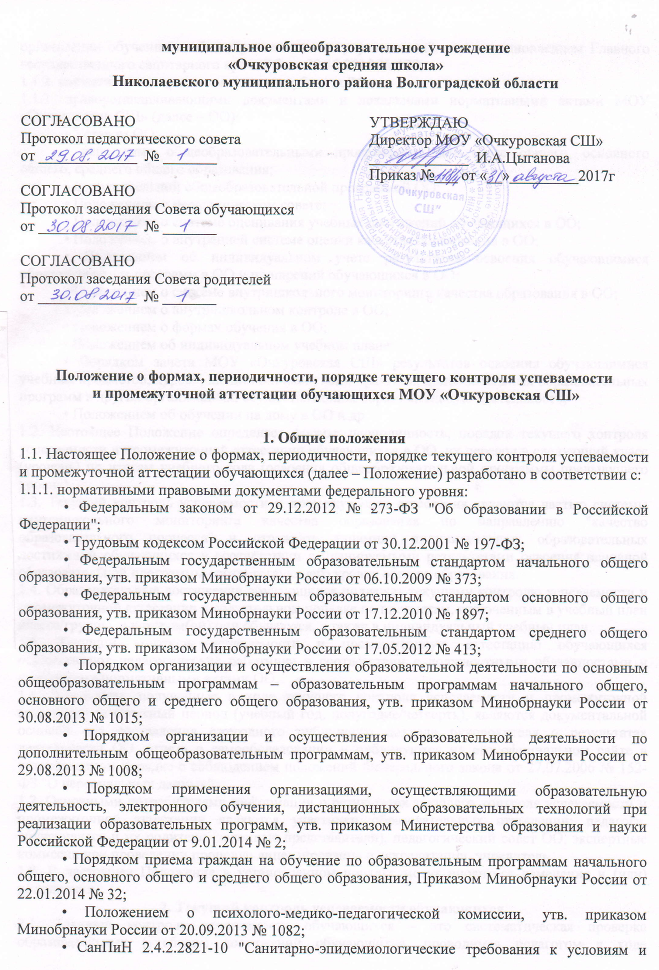 муниципальное общеобразовательное учреждение
«Очкуровская средняя школа»
Николаевского муниципального района Волгоградской области
СОГЛАСОВАНО
Протокол педагогического совета
от 29.08.2017 № 1
СОГЛАСОВАНО
Протокол заседания Совета обучающихся
от 30.08.2017 № 1
СОГЛАСОВАНО
Протокол заседания Совета родителей
от 30.08.2017 № 1
УТВЕРЖДАЮ
Директор МОУ «Очкуровская СШ»
И.А.Цыганова
Приказ № от «31» августа 2017г
"Очкуровская
СШ"
Положение о формах, периодичности, порядке текущего контроля успеваемости
и промежуточной аттестации обучающихся МОУ «Очкуровская СШ»
1. Общие положения
1.1. Настоящее Положение о формах, периодичности, порядке текущего контроля успеваемости
и промежуточной аттестации обучающихся (далее – Положение) разработано в соответствии с:
1.1.1. нормативными правовыми документами федерального уровня:
• Федеральным законом от 29.12.2012 № 273-ФЗ "Об образовании в Российской
Федерации";
• Трудовым кодексом Российской Федерации от 30.12.2001 № 197-ФЗ;
• Федеральным государственным образовательным стандартом начального общего
образования, утв. приказом Минобрнауки России от 06.10.2009 № 373;
• Федеральным государственным образовательным стандартом основного общего
образования, утв. приказом Минобрнауки России от 17.12.2010 № 1897;
• Федеральным государственным образовательным стандартом среднего общего
образования, утв. приказом Минобрнауки России от 17.05.2012 № 413;
• Порядком организации и осуществления образовательной деятельности по основным
общеобразовательным программам – образовательным программам начального общего,
основного общего и среднего общего образования, утв. приказом Минобрнауки России от
30.08.2013 № 1015;
• Порядком организации и осуществления образовательной деятельности по
дополнительным общеобразовательным программам, утв. приказом Минобрнауки России от
29.08.2013 № 1008;
• Порядком применения организациями, осуществляющими образовательную
деятельность, электронного обучения, дистанционных образовательных технологий при
реализации образовательных программ, утв. приказом Министерства образования и науки
Российской Федерации от 9.01.2014 № 2;
• Порядком приема граждан на обучение по образовательным программам начального
общего, основного общего и среднего общего образования, Приказом Минобрнауки России от
22.01.2014 № 32;
• Положением о психолого-медико-педагогической комиссии, утв. приказом
Минобрнауки России от 20.09.2013 № 1082;
• СанПиН 2.4.2.2821-10 "Санитарно-эпидемиологические требования к условиям и